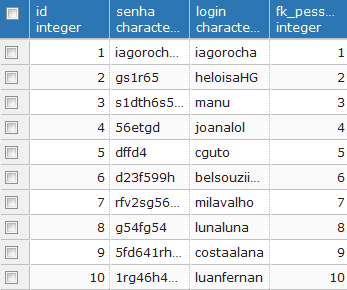 id senha login fk_pess...
integer characte... characte... integer
1 iagoroch... iagorocha 1
2 gs1r65 heloisaHG 2
3 s1dth6s5... manu 3
4 56etgd joanalol 4
5 dffd4 cguto 5
6 d23f599h belsouzii... 6
7 rfv2sg56... milavalho 7
8 g54fg54 lunaluna 8
9 5fd641rh... costaalana 9
10 1rg46h4... luanfernan 10